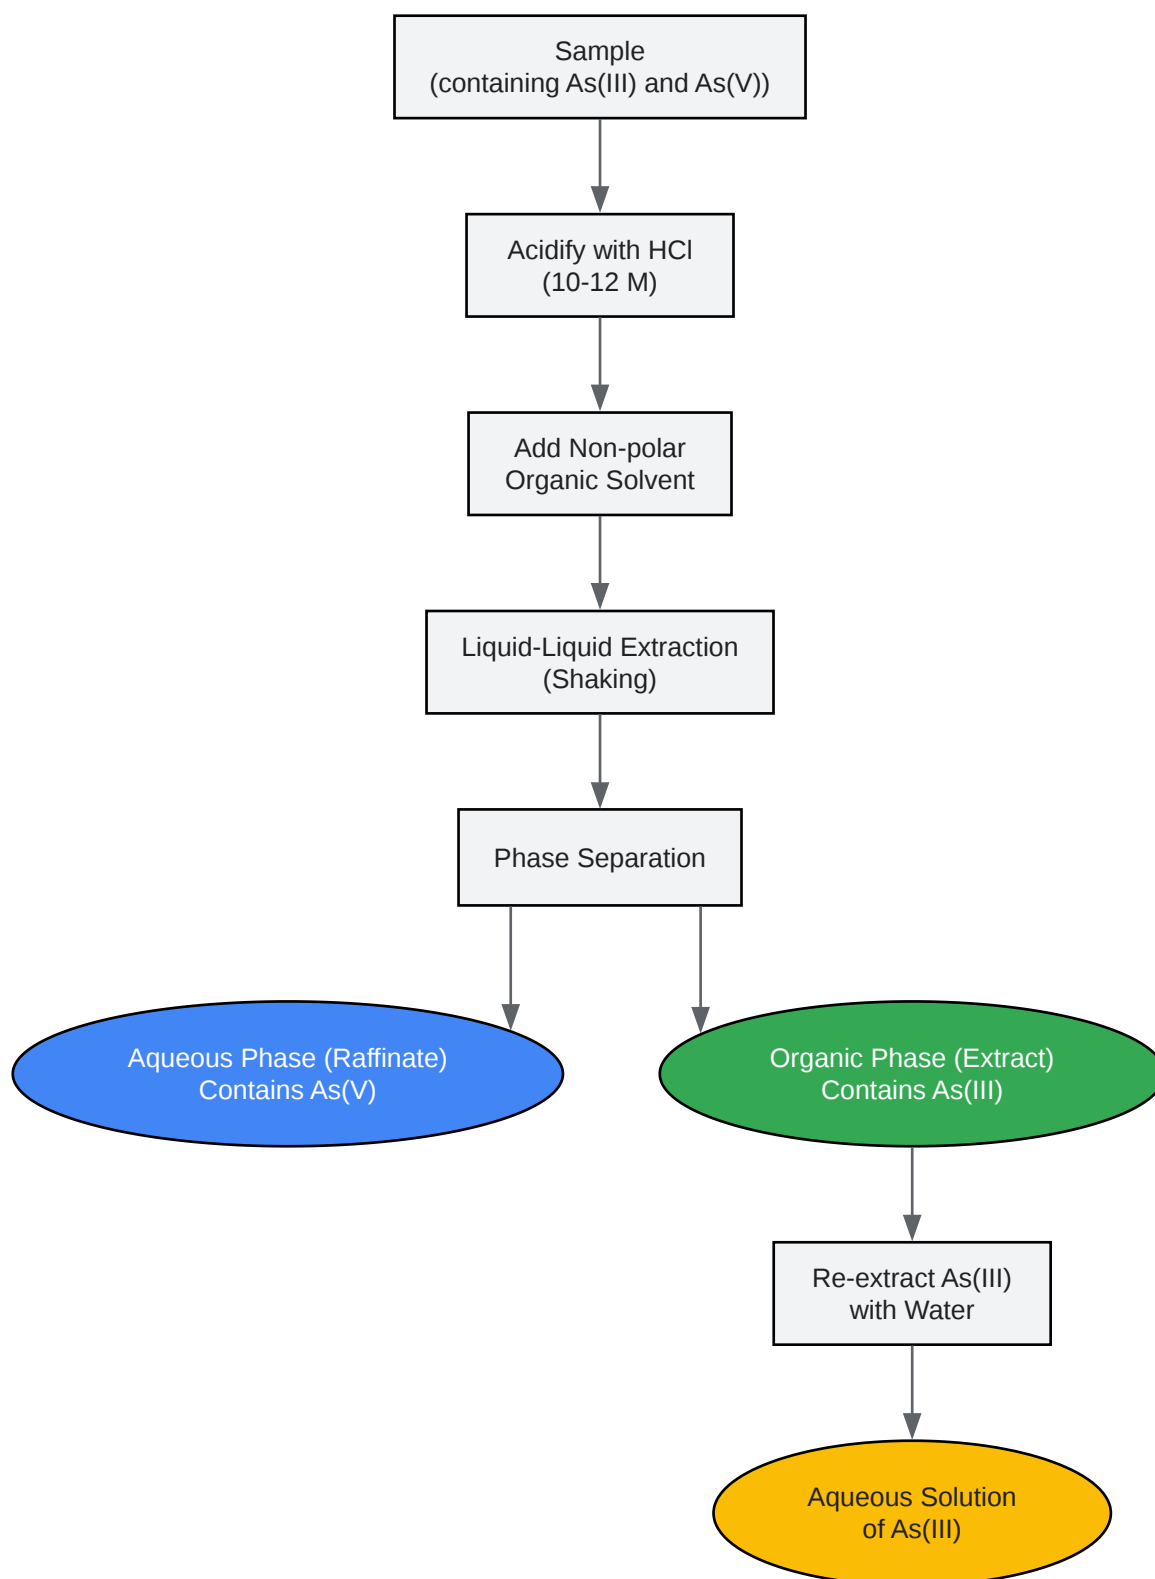 Sample
(containing As(III) and As(V))
Acidify with HCl
(10-12 M)
Add Non-polar
Organic Solvent
Liquid-Liquid Extraction
(Shaking)
Phase Separation
Aqueous Phase (Raffinate)
Contains As(V)
Organic Phase (Extract)
Contains As(III)
Re-extract As(III)
with Water
Aqueous Solution
of As(III)